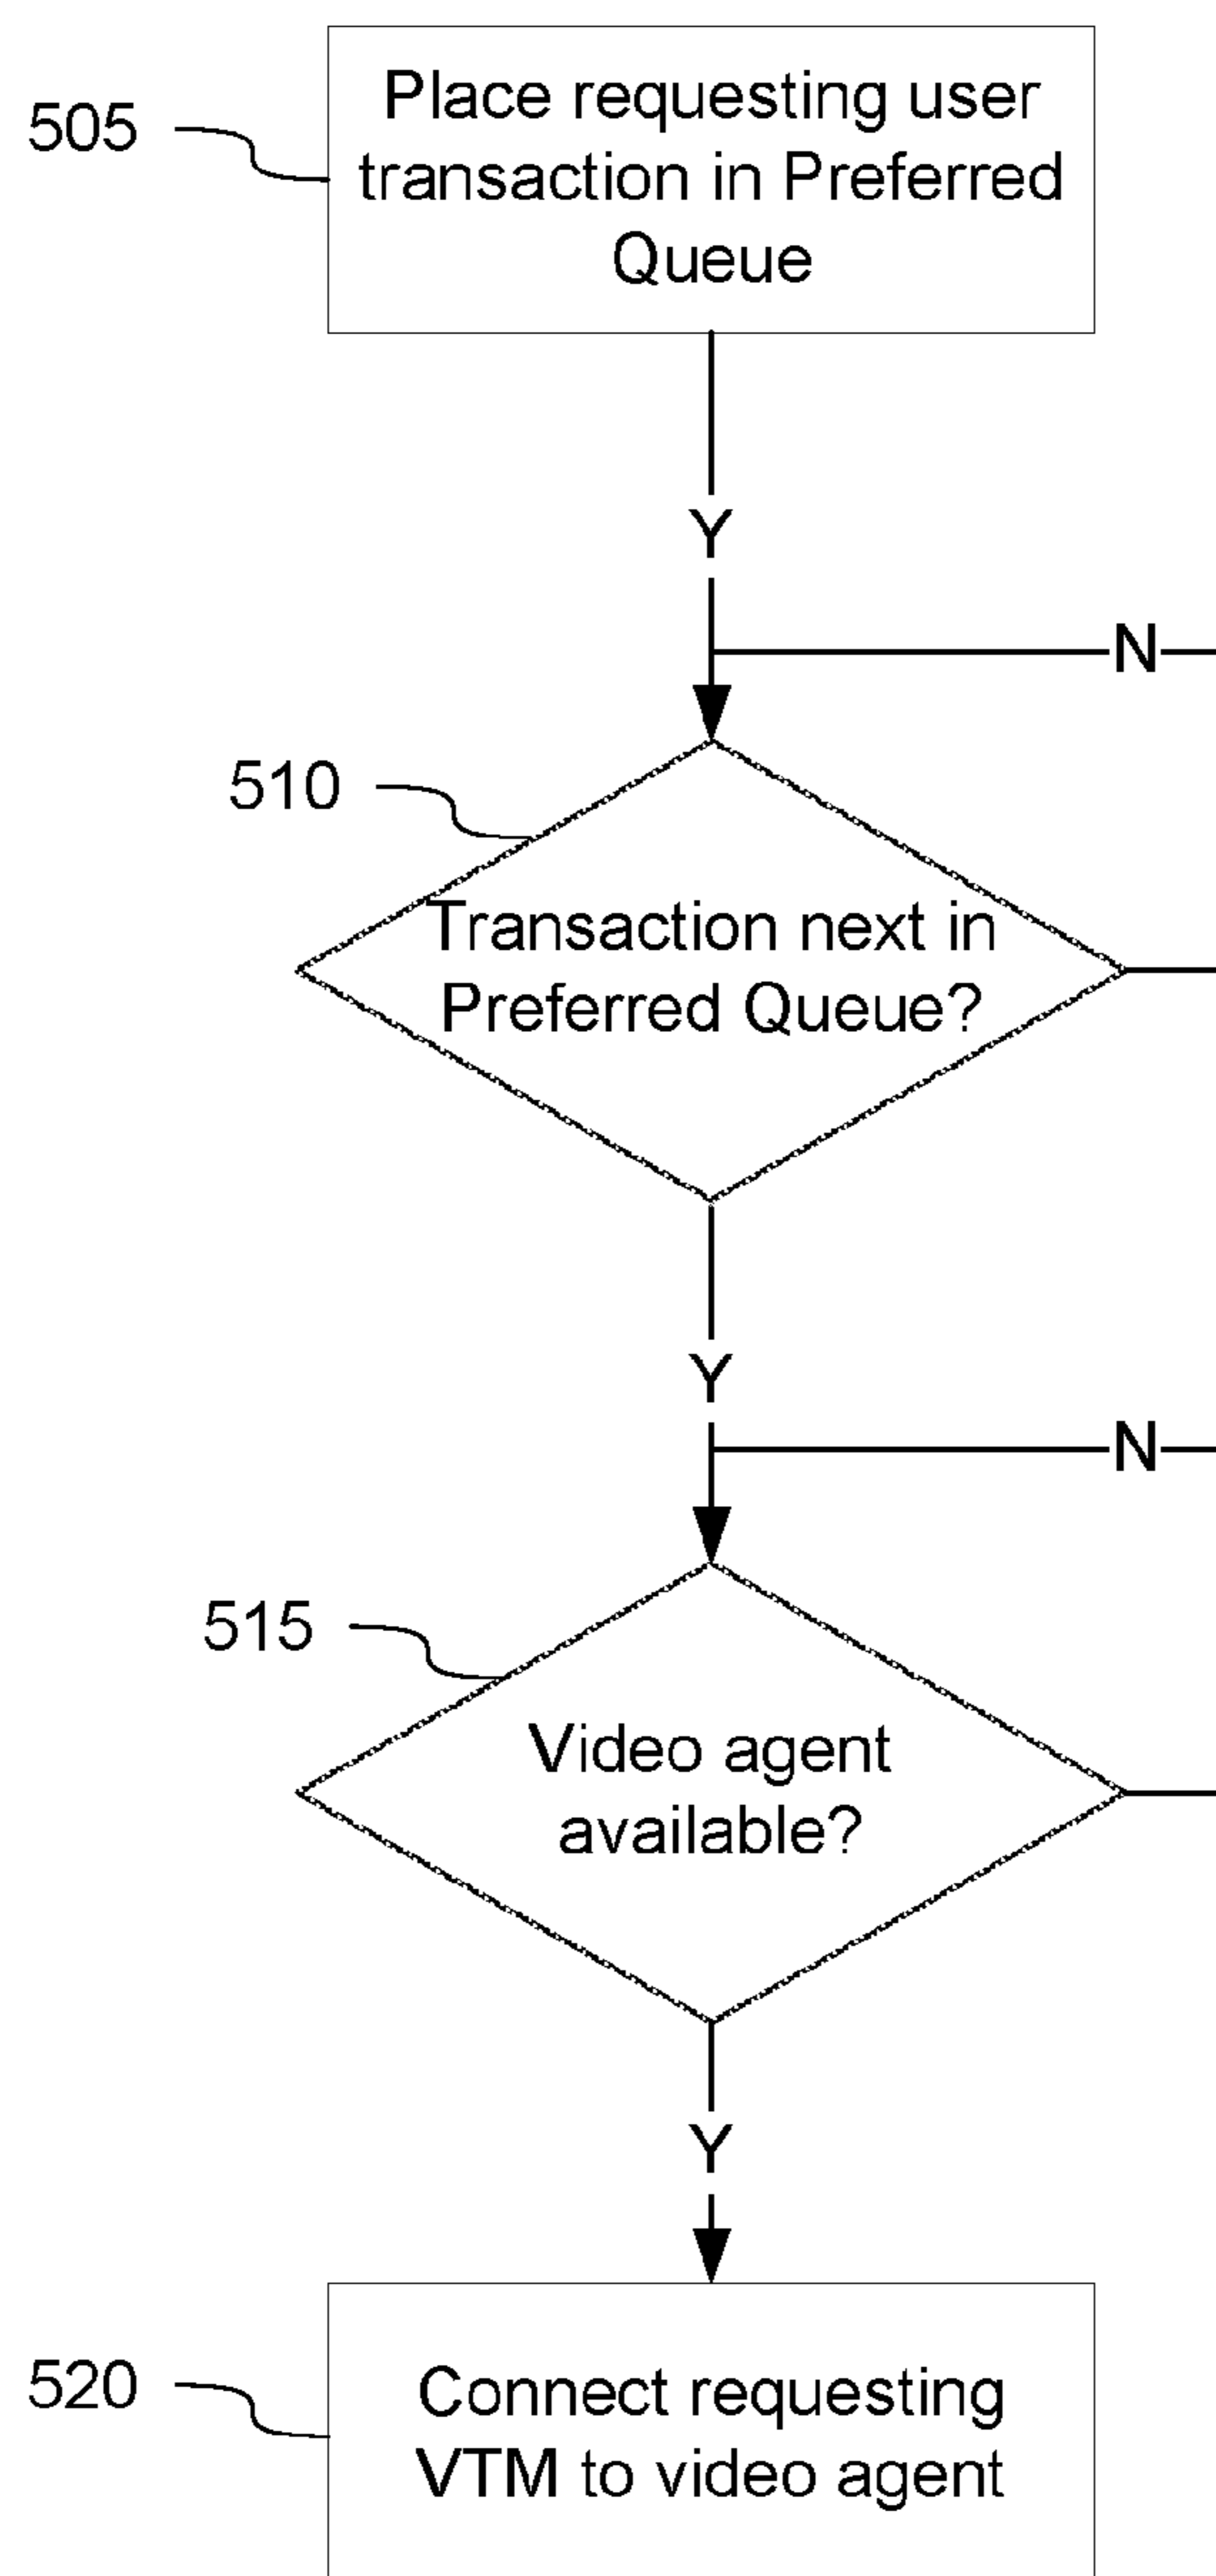 505
Place requesting user
transaction in Preferred
Queue
Y
N
510
Transaction next in
Preferred Queue?
Y
N
515
Video agent
available?
Y
520
Connect requesting
VTM to video agent